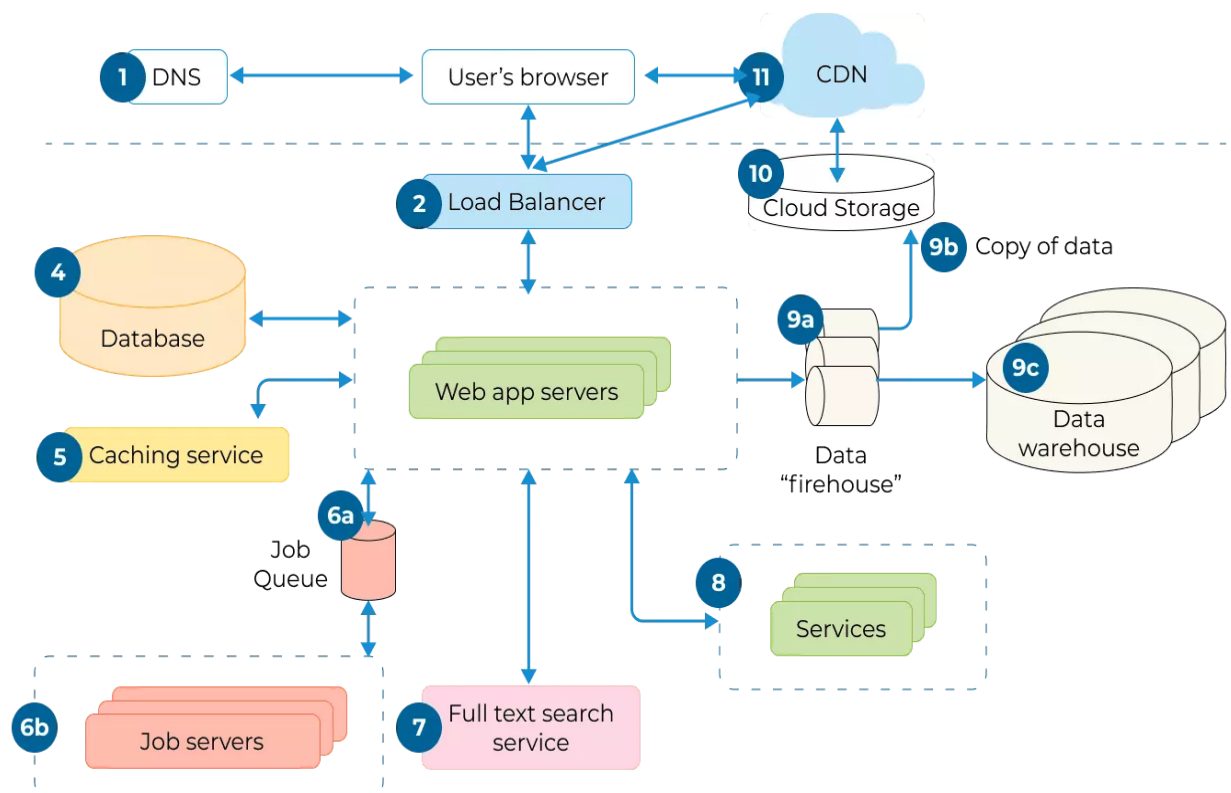 1
DNS
User's browser
11
CDN
2
Load Balancer
10
Cloud Storage
9b
Copy of data
4
Database
9a
9c
Web app servers
Data
warehouse
5
Caching service
Data
“firehouse”
6a
Job
Queue
8
Services
6b
Job servers
7
Full text search
service